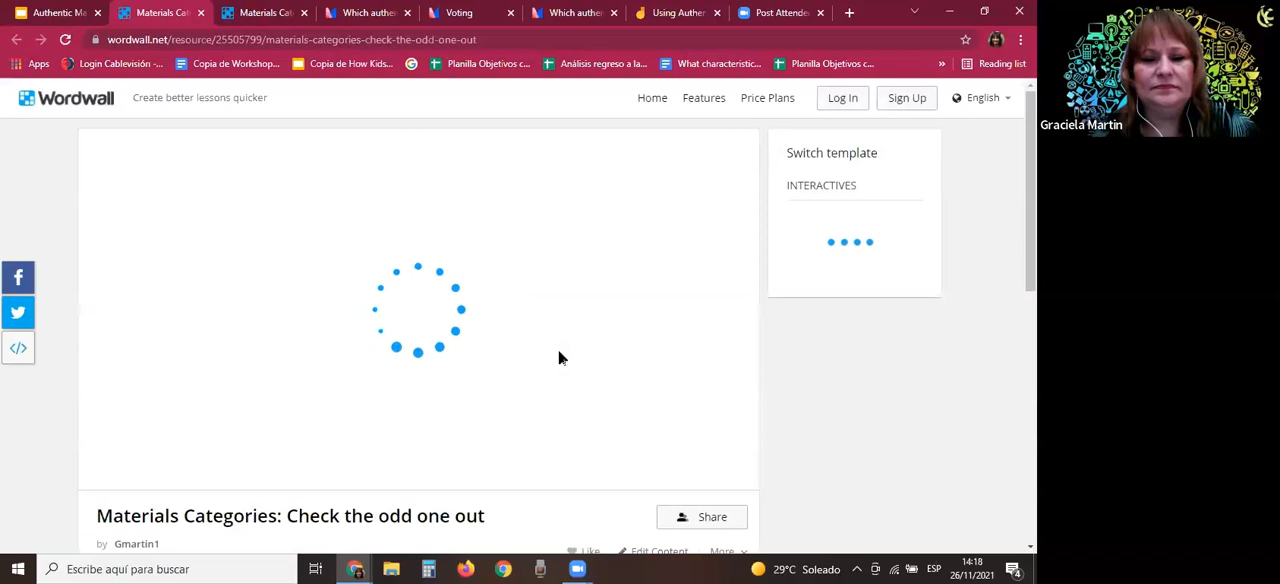 Authentic Ma
Materials Cat
Materials Ca
Which authe
Voting
Which authe
Using Auther
Post Attende
wordwall.net/resource/25505799/materials-categories-check-the-odd-one-out
Apps
Login Cablevisión -...
Copia de Workshop...
Copia de How Kids...
Planilla Objetivos c...
Análisis regreso a la...
What characteristic...
Planilla Objetivos c...
»
Reading list
Wordwall
Create better lessons quicker
Home
Features
Price Plans
Log In
Sign Up
English
Graciela Martin
Switch template
INTERACTIVES
Materials Categories: Check the odd one out
Share
by Gmartin1
Like
Edit Content
More
Escribe aquí para buscar
29°C Soleado
ESP
14:18
26/11/2021
4